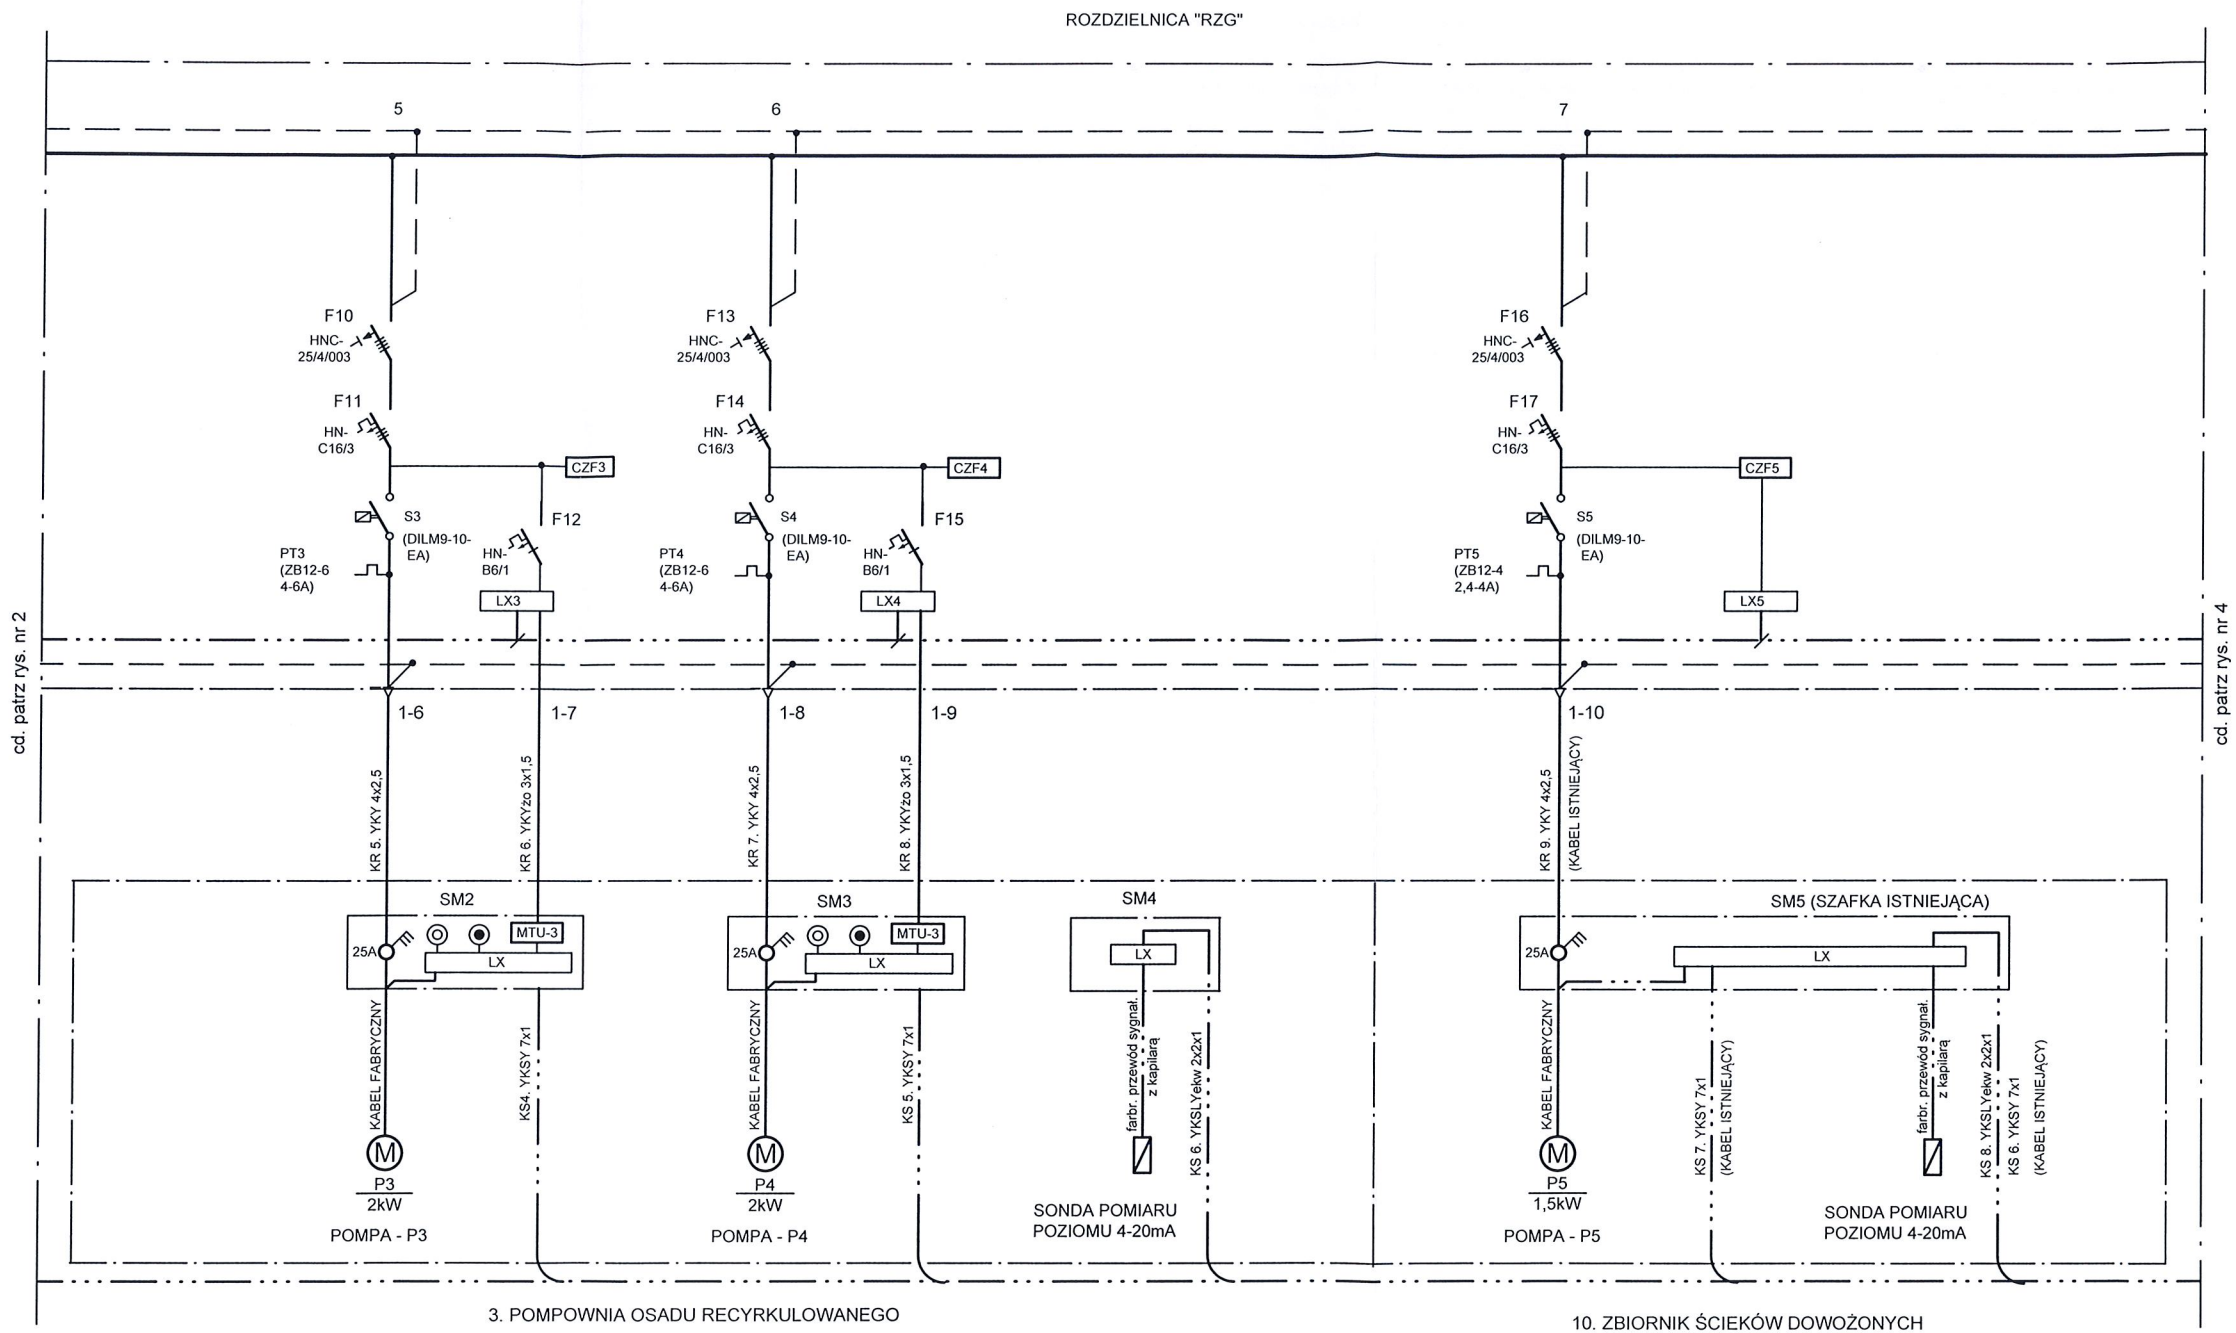 ROZDZIELNICA "RZG"
5
6
7
F10
HNC-
25/4/003
F13
HNC-
25/4/003
F16
HNC-
25/4/003
F11
HN-
C16/3
F14
HN-
C16/3
F17
HN-
C16/3
CZF3
CZF4
CZF5
S3
(DILM9-10-
EA)
F12
HN-
B6/1
PT3
(ZB12-6
4-6A)
S4
(DILM9-10-
EA)
F15
HN-
B6/1
PT4
(ZB12-6
4-6A)
S5
(DILM9-10-
EA)
PT5
(ZB12-4
2,4-4A)
LX3
LX4
LX5
cd. patrz rys. nr 2
cd. patrz rys. nr 4
1-6
1-7
1-8
1-9
1-10
KR 5. YKY 4x2,5
KR 6. YKYżo 3x1,5
KR 7. YKY 4x2,5
KR 8. YKYżo 3x1,5
KR 9. YKY 4x2,5
(KABEL ISTNIEJĄCY)
SM2
SM3
SM4
SM5 (SZAFKA ISTNIEJĄCA)
25A
MTU-3
LX
25A
MTU-3
LX
LX
25A
LX
KABEL FABRYCZNY
KS4. YKSY 7x1
KABEL FABRYCZNY
KS 5. YKSY 7x1
farbr. przewód sygnał.
z kapilarą
KS 6. YKSLYekw 2x2x1
KABEL FABRYCZNY
KS 7. YKSY 7x1
(KABEL ISTNIEJĄCY)
farbr. przewód sygnał.
z kapilarą
KS 8. YKSLYekw 2x2x1
KS 6. YKSY 7x1
(KABEL ISTNIEJĄCY)
M
P3
2kW
POMPA - P3
M
P4
2kW
POMPA - P4
SONDA POMIARU
POZIOMU 4-20mA
M
P5
1,5kW
POMPA - P5
SONDA POMIARU
POZIOMU 4-20mA
3. POMPOWNIA OSADU RECYRKULOWANEGO
10. ZBIORNIK ŚCIEKÓW DOWOŻONYCH